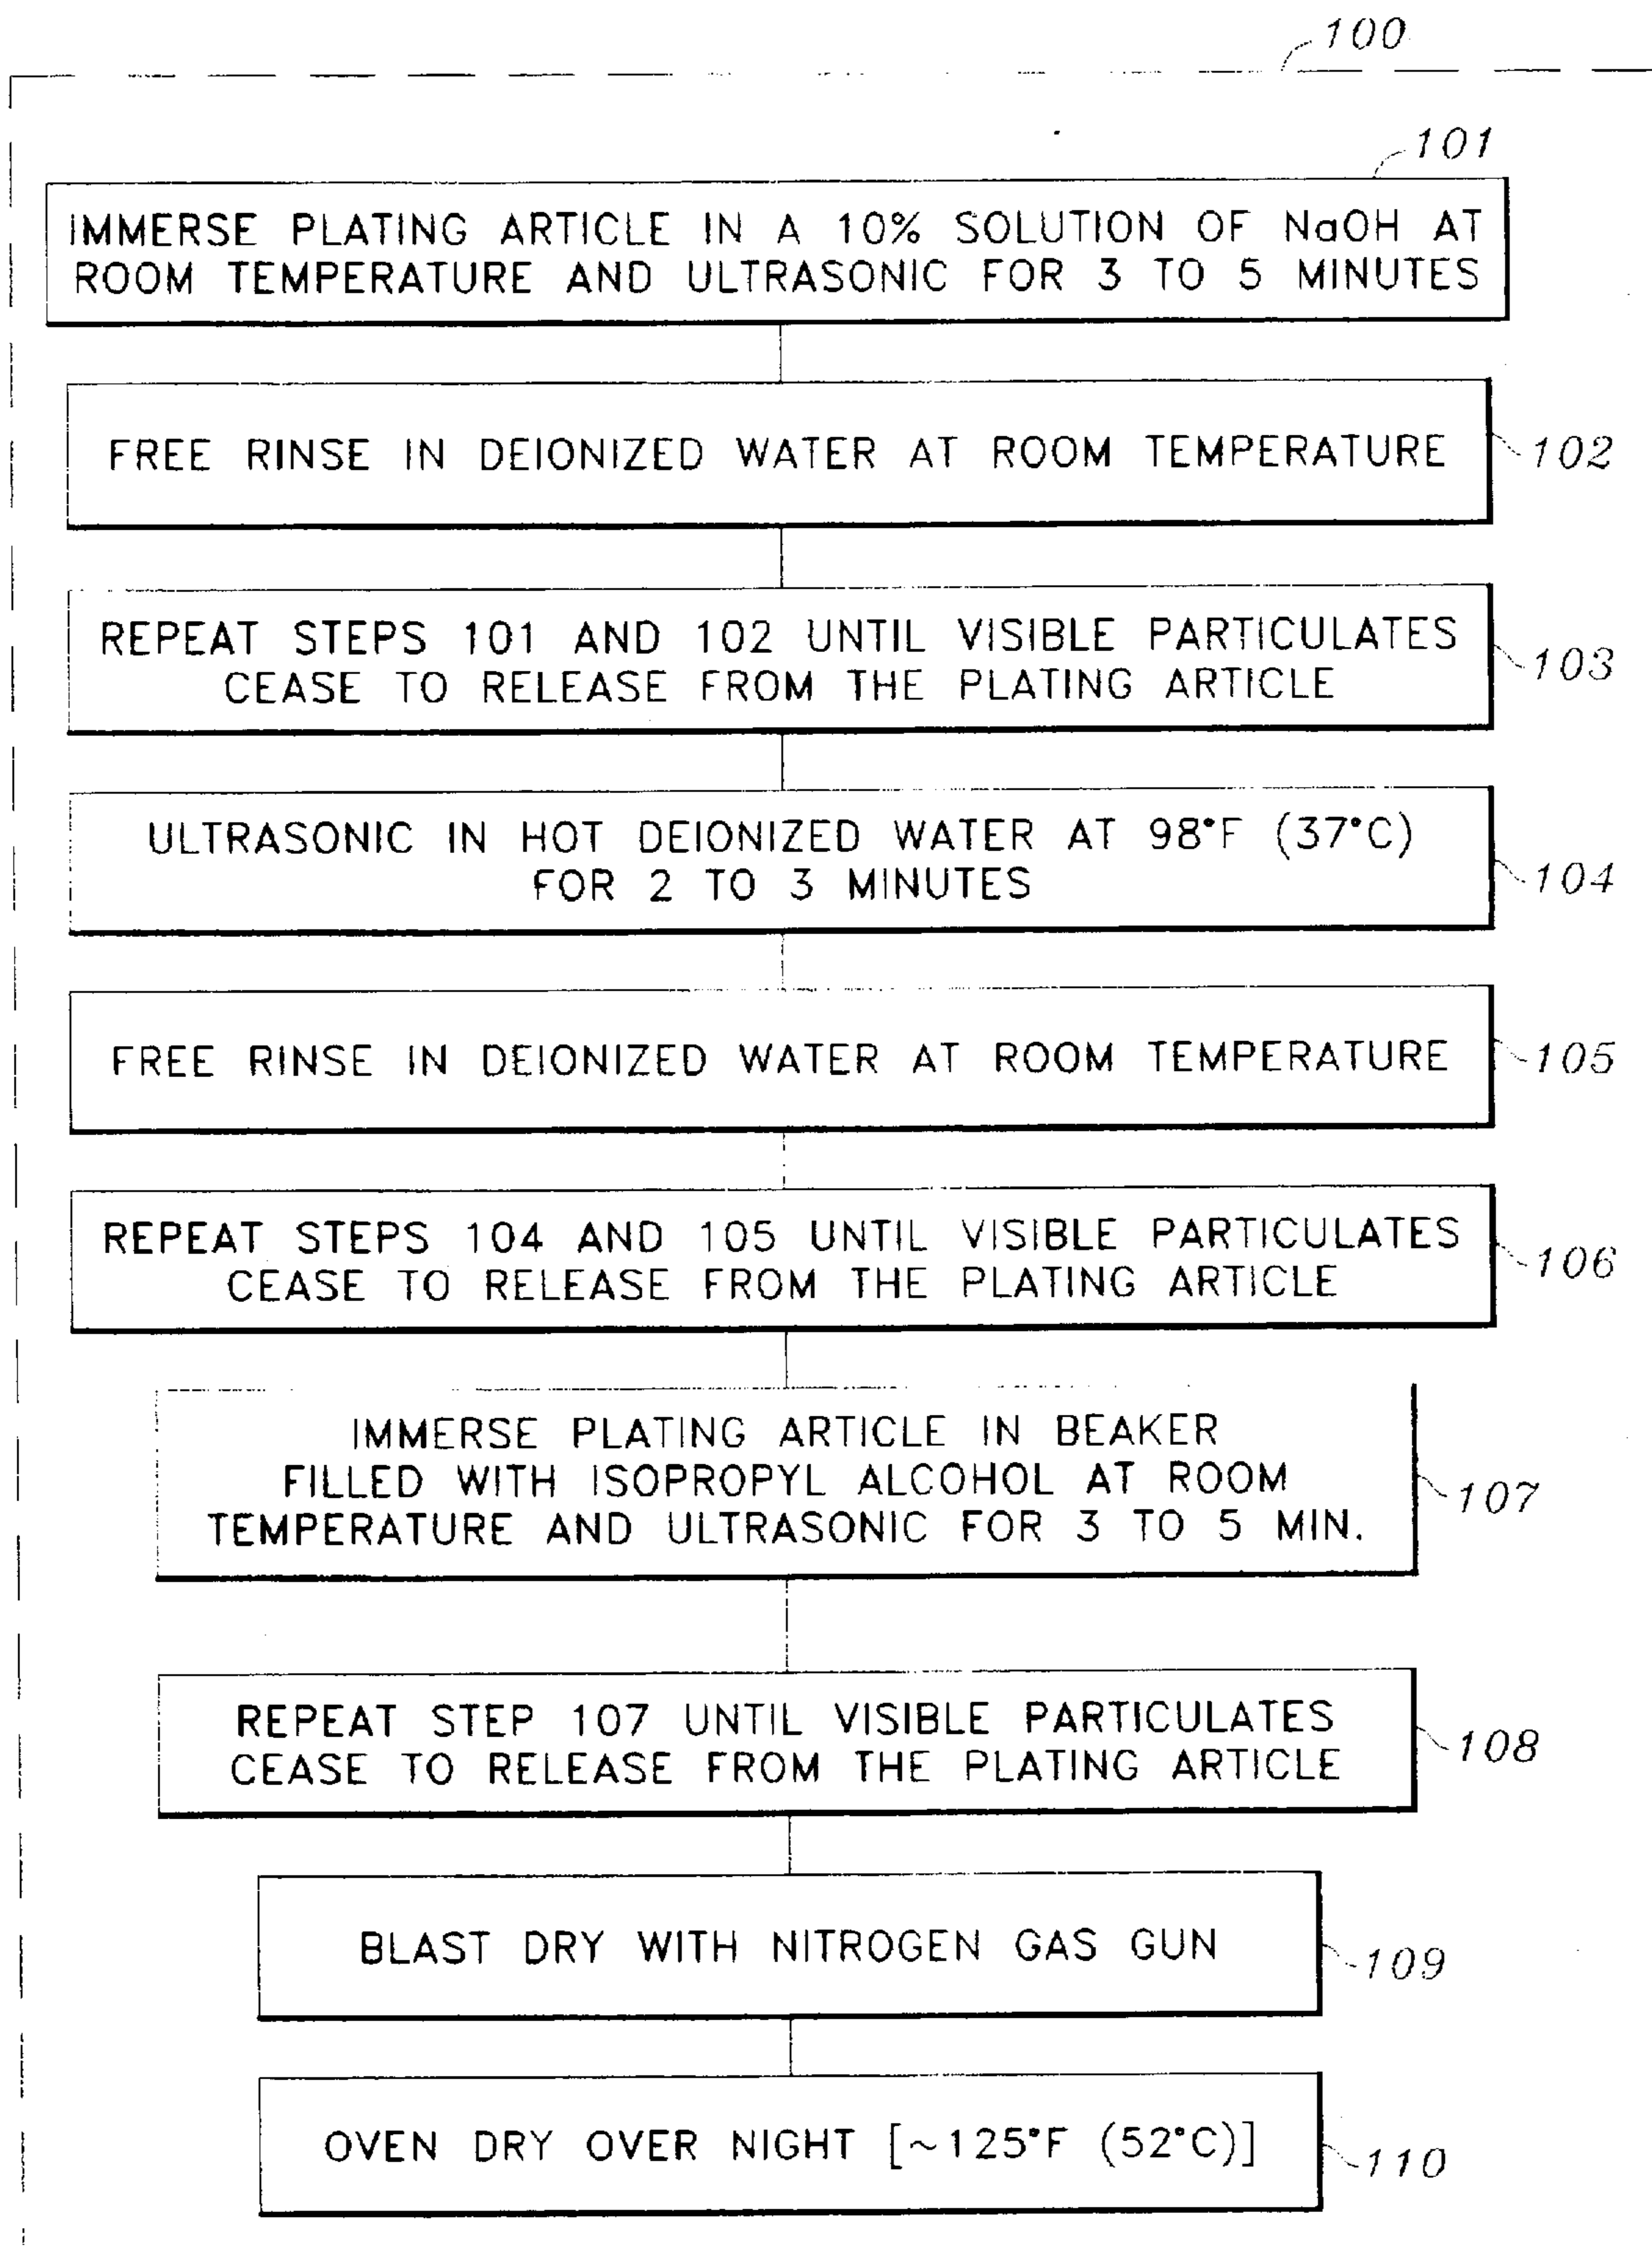 100
101
IMMERSE PLATING ARTICLE IN A 10% SOLUTION OF NaOH AT
ROOM TEMPERATURE AND ULTRASONIC FOR 3 TO 5 MINUTES
FREE RINSE IN DEIONIZED WATER AT ROOM TEMPERATURE
102
REPEAT STEPS 101 AND 102 UNTIL VISIBLE PARTICULATES
CEASE TO RELEASE FROM THE PLATING ARTICLE
103
ULTRASONIC IN HOT DEIONIZED WATER AT 98°F (37°C)
FOR 2 TO 3 MINUTES
104
FREE RINSE IN DEIONIZED WATER AT ROOM TEMPERATURE
105
REPEAT STEPS 104 AND 105 UNTIL VISIBLE PARTICULATES
CEASE TO RELEASE FROM THE PLATING ARTICLE
106
IMMERSE PLATING ARTICLE IN BEAKER
FILLED WITH ISOPROPYL ALCOHOL AT ROOM
TEMPERATURE AND ULTRASONIC FOR 3 TO 5 MIN.
107
REPEAT STEP 107 UNTIL VISIBLE PARTICULATES
CEASE TO RELEASE FROM THE PLATING ARTICLE
108
BLAST DRY WITH NITROGEN GAS GUN
109
OVEN DRY OVER NIGHT [~125°F (52°C)]
110